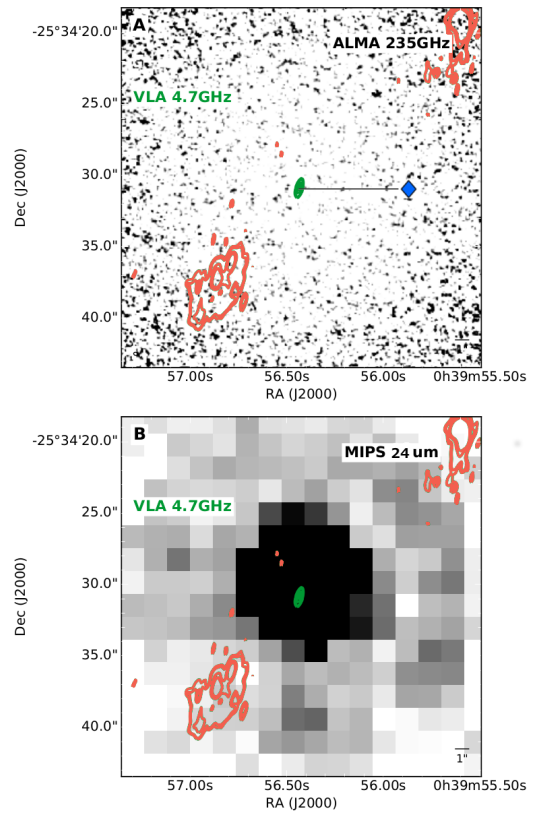 A
ALMA 235GHz
VLA 4.7GHz
-25°34'20.0"
25.0"
30.0"
35.0"
40.0"
Dec (J2000)
57.00s 56.50s 56.00s 0h39m55.50s
RA (J2000)
B
MIPS 24 um
VLA 4.7GHz
-25°34'20.0"
25.0"
30.0"
35.0"
40.0"
Dec (J2000)
1"
57.00s 56.50s 56.00s 0h39m55.50s
RA (J2000)